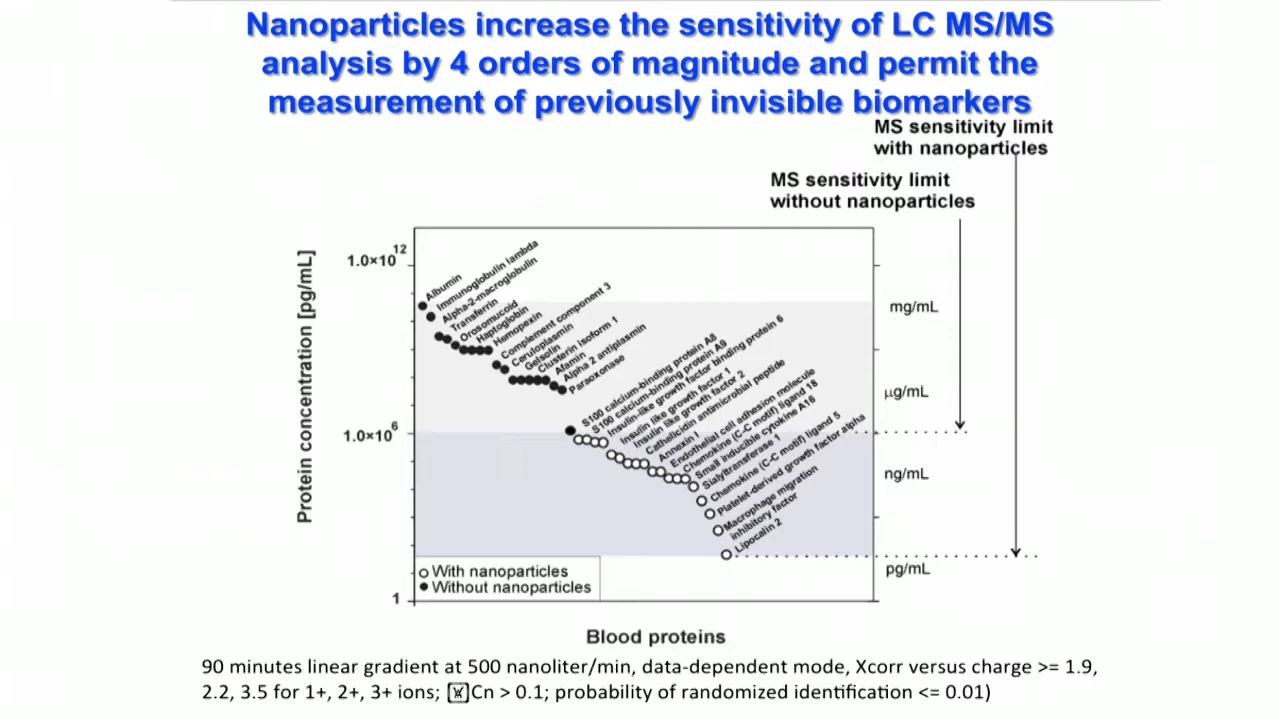 Nanoparticles increase the sensitivity of LC MS/MS
analysis by 4 orders of magnitude and permit the
measurement of previously invisible biomarkers
MS sensitivity limit
with nanoparticles
MS sensitivity limit
without nanoparticles
Protein concentration [pg/mL]
1.0×10¹²
1.0×10⁶
1
Albumin
Immunoglobulin lambda
Alpha-2-macroglobulin
Transferrin
Orosomucoid
Haptoglobin
Hemopexin
Complement component 3
Ceruloplasmin
Gelsolin
Clusterin isoform 1
Afamin
Alpha 2 antiplasmin
Paraoxonase
S100 calcium-binding protein A8
S100 calcium-binding protein A9
Insulin-like growth factor binding protein 6
Insulin like growth factor 1
Insulin like growth factor 2
Cathelicidin antimicrobial peptide
Annexin I
Endothelial cell adhesion molecule
Chemokine (C-C motif) ligand 18
Small inducible cytokine A16
Sialyltransferase 1
Chemokine (C-C motif) ligand 5
Platelet-derived growth factor alpha
Macrophage migration
inhibitory factor
Lipocalin 2
mg/mL
µg/mL
ng/mL
pg/mL
With nanoparticles
Without nanoparticles
Blood proteins
90 minutes linear gradient at 500 nanoliter/min, data-dependent mode, Xcorr versus charge >= 1.9,
2.2, 3.5 for 1+, 2+, 3+ ions; Cn > 0.1; probability of randomized identification <= 0.01)